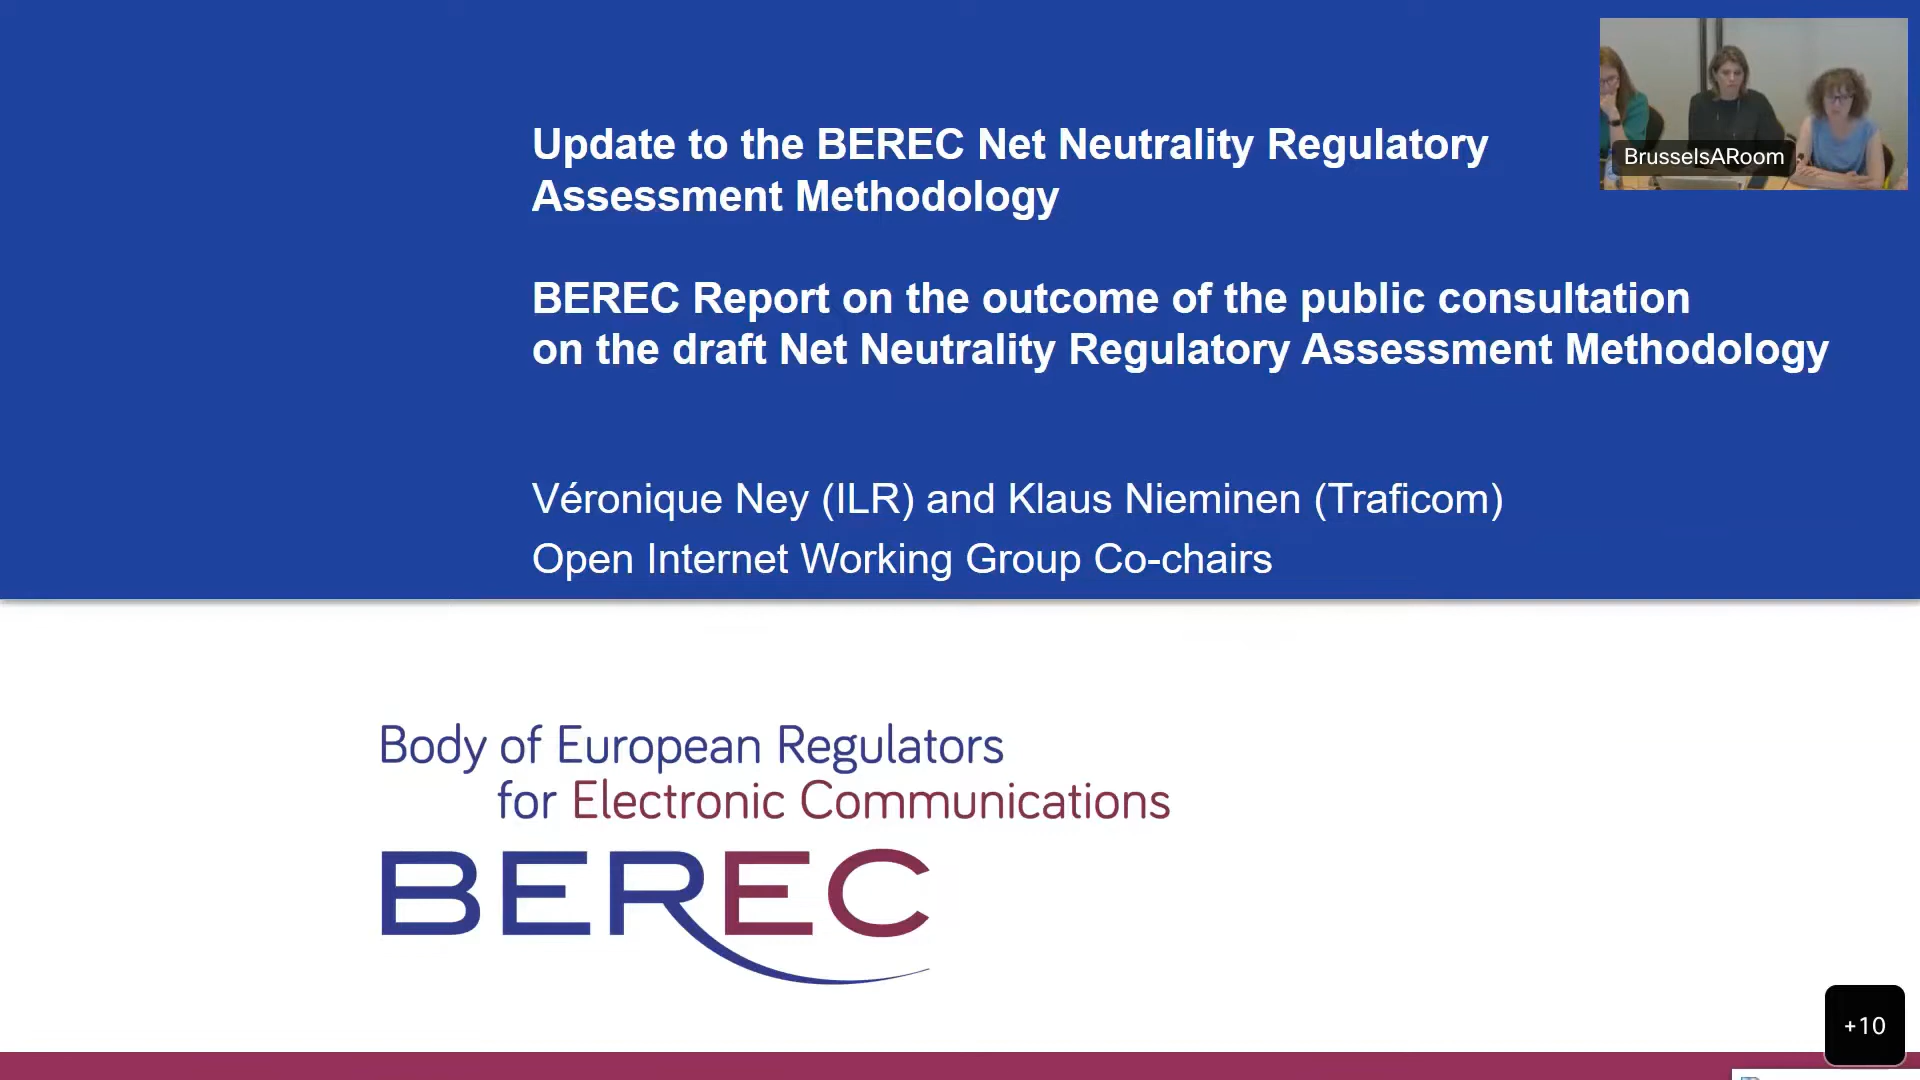 Update to the BEREC Net Neutrality Regulatory
Assessment Methodology
BEREC Report on the outcome of the public consultation
on the draft Net Neutrality Regulatory Assessment Methodology
Véronique Ney (ILR) and Klaus Nieminen (Traficom)
Open Internet Working Group Co-chairs
BrusselsARoom
Body of European Regulators
for Electronic Communications
BEREC
+10